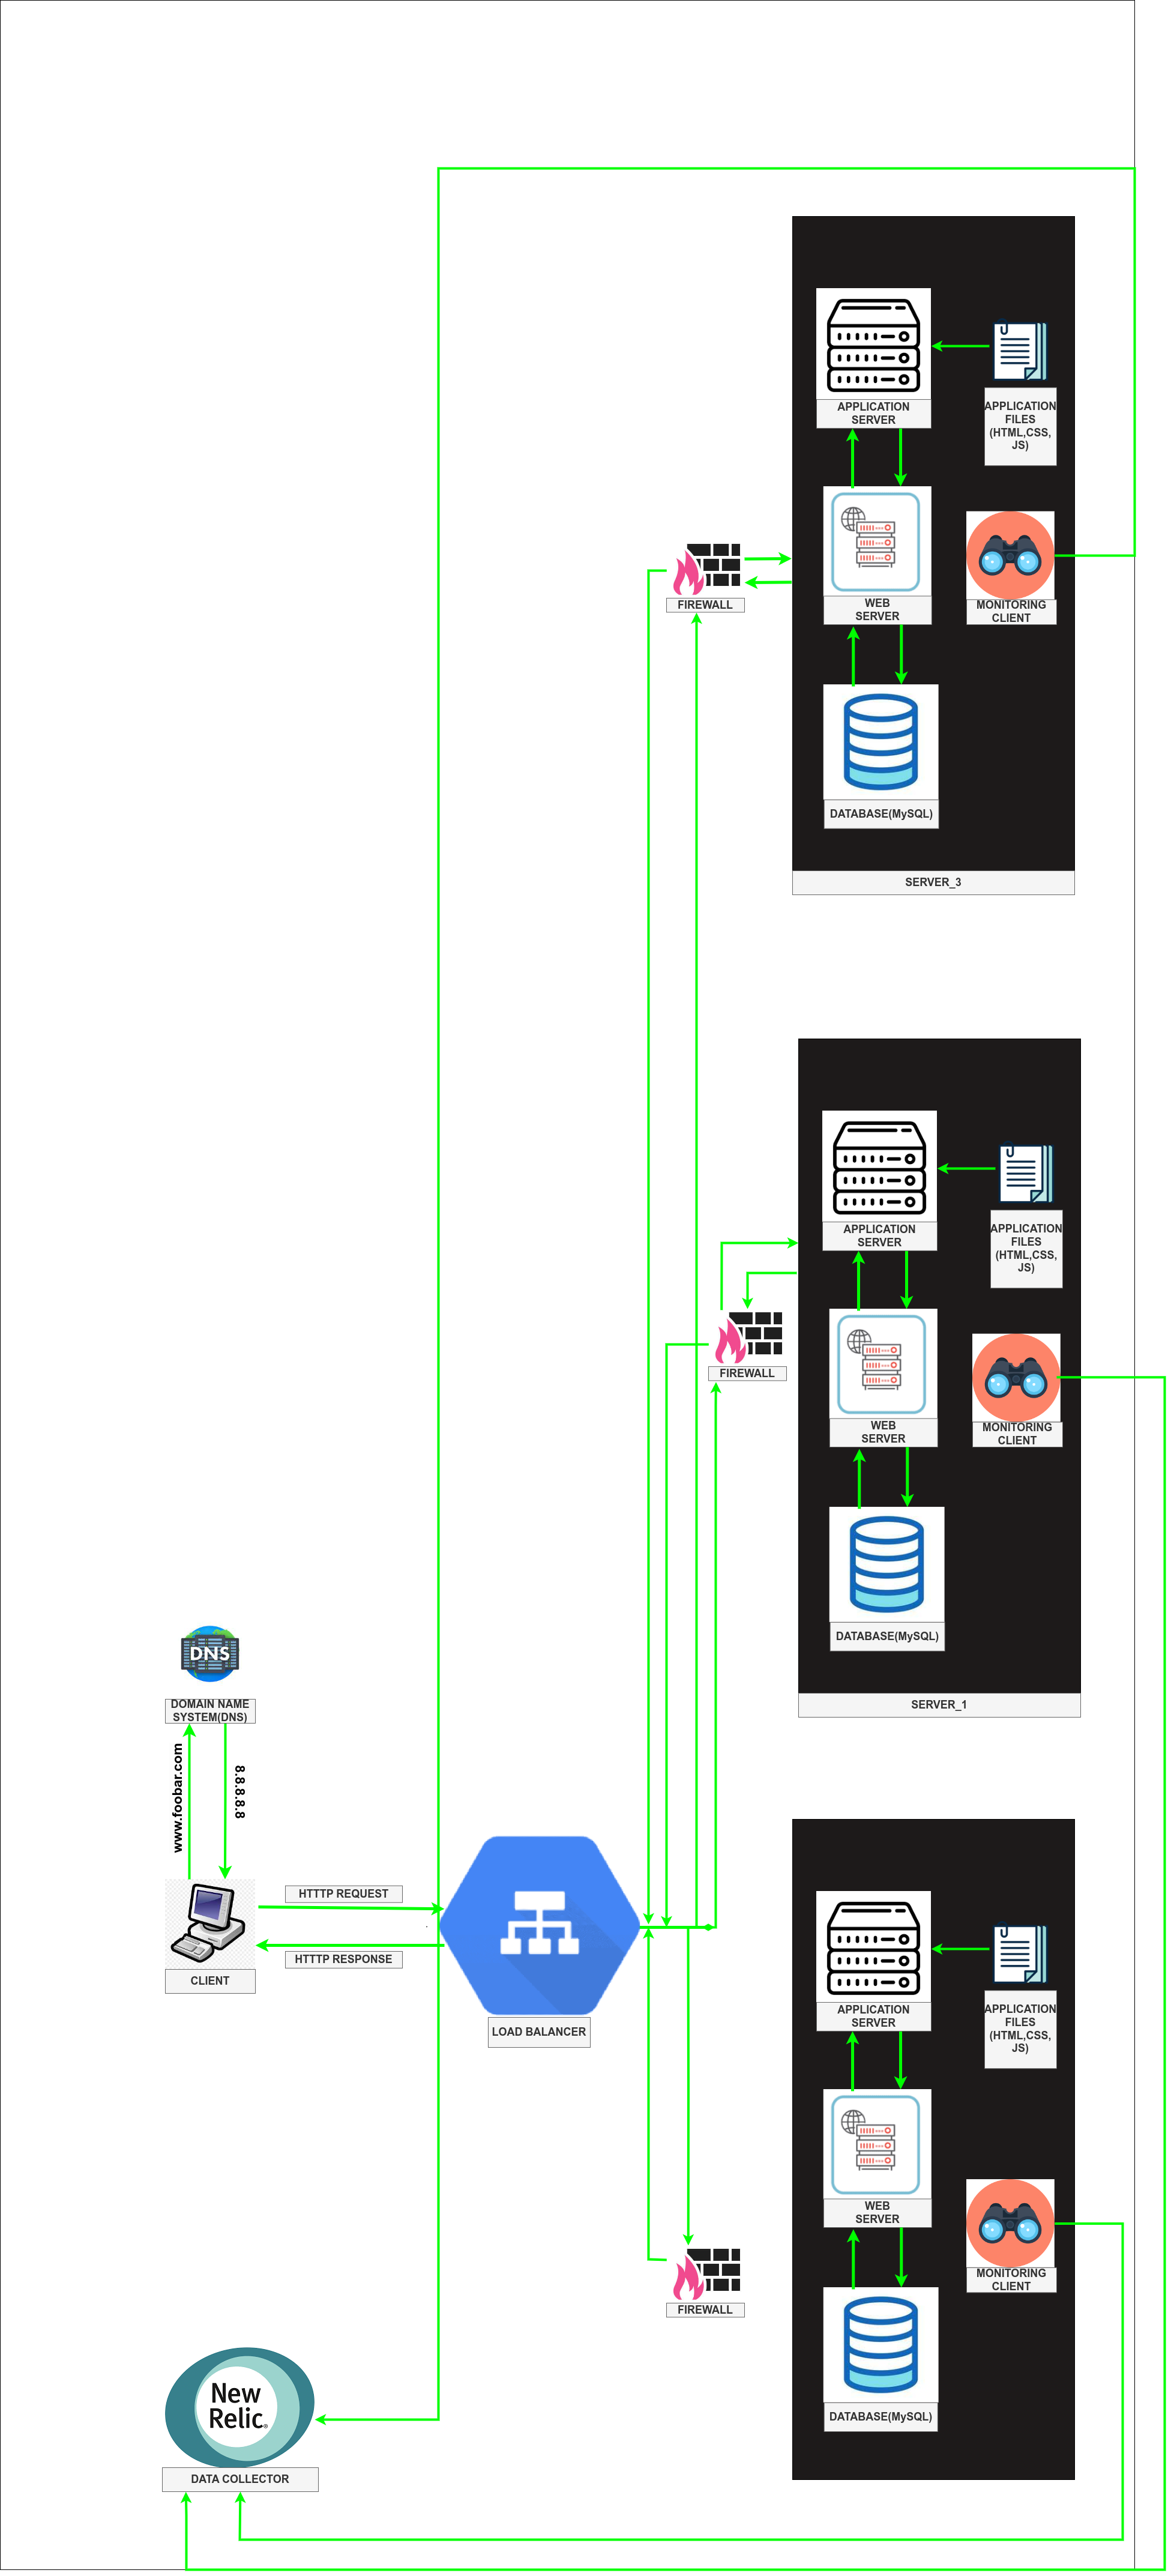 APPLICATION
SERVER
APPLICATION
FILES
(HTML,CSS,
JS)
WEB
SERVER
MONITORING
CLIENT
FIREWALL
DATABASE(MySQL)
SERVER_3
APPLICATION
SERVER
APPLICATION
FILES
(HTML,CSS,
JS)
FIREWALL
WEB
SERVER
MONITORING
CLIENT
DATABASE(MySQL)
SERVER_1
DNS
DOMAIN NAME
SYSTEM(DNS)
www.foobar.com
8.8.8.8.8
HTTTP REQUEST
HTTTP RESPONSE
CLIENT
LOAD BALANCER
APPLICATION
SERVER
APPLICATION
FILES
(HTML,CSS,
JS)
WEB
SERVER
MONITORING
CLIENT
FIREWALL
DATABASE(MySQL)
New
Relic®
DATA COLLECTOR